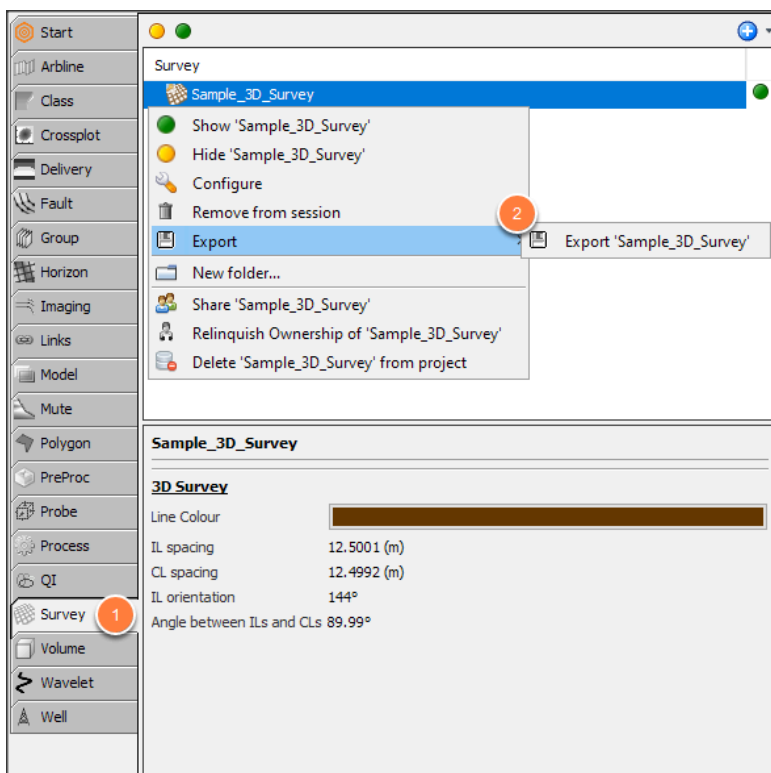 Start
Arbline
Class
Crossplot
Delivery
Fault
Group
Horizon
Imaging
Links
Model
Mute
Polygon
PreProc
Probe
Process
QI
Survey
1
Volume
Wavelet
Well
Survey
Sample_3D_Survey
Show 'Sample_3D_Survey'
Hide 'Sample_3D_Survey'
Configure
Remove from session
Export
2
Export 'Sample_3D_Survey'
New folder...
Share 'Sample_3D_Survey'
Relinquish Ownership of 'Sample_3D_Survey'
Delete 'Sample_3D_Survey' from project
Sample_3D_Survey
3D Survey
Line Colour
IL spacing 12.5001 (m)
CL spacing 12.4992 (m)
IL orientation 144°
Angle between ILs and CLs 89.99°